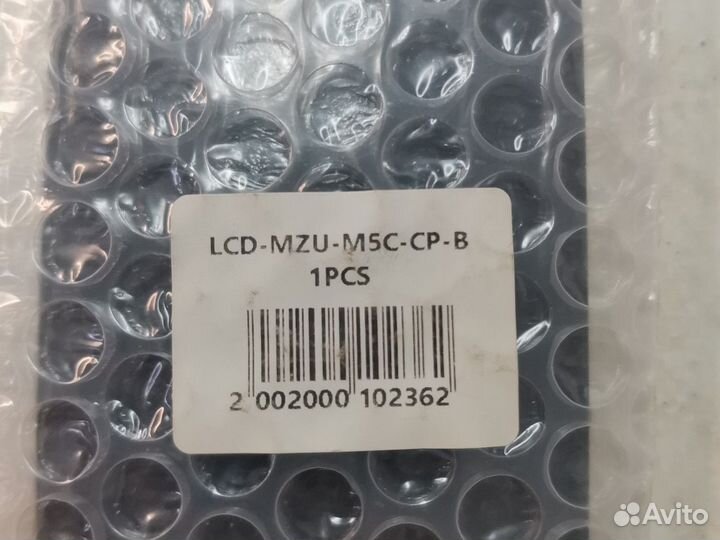 LCD-MZU-M5C-CP-B
1PCS
2 002000 102362
Avito